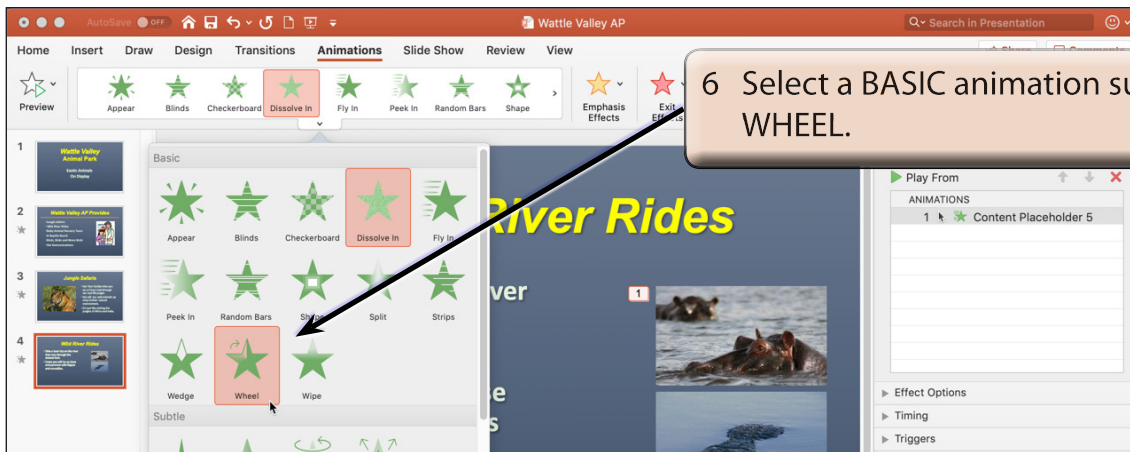 AutoSave OFF
Wattle Valley AP
Search in Presentation
Home Insert Draw Design Transitions Animations Slide Show Review View
Preview
Appear Blinds Checkerboard Dissolve In Fly In Peek In Random Bars Shape
Emphasis Effects
Exit
6 Select a BASIC animation
WHEEL.
1
Wattle Valley
Animal Park
Exotic Animals
On Display
2
Wattle Valley AP Provides
3
Jungle Safaris
4
Wild River Rides
Basic
Appear Blinds Checkerboard Dissolve In Fly In
Peek In Random Bars Shape Split Strips
Wedge Wheel Wipe
Subtle
River Rides
1
Play From
ANIMATIONS
1 Content Placeholder 5
Effect Options
Timing
Triggers